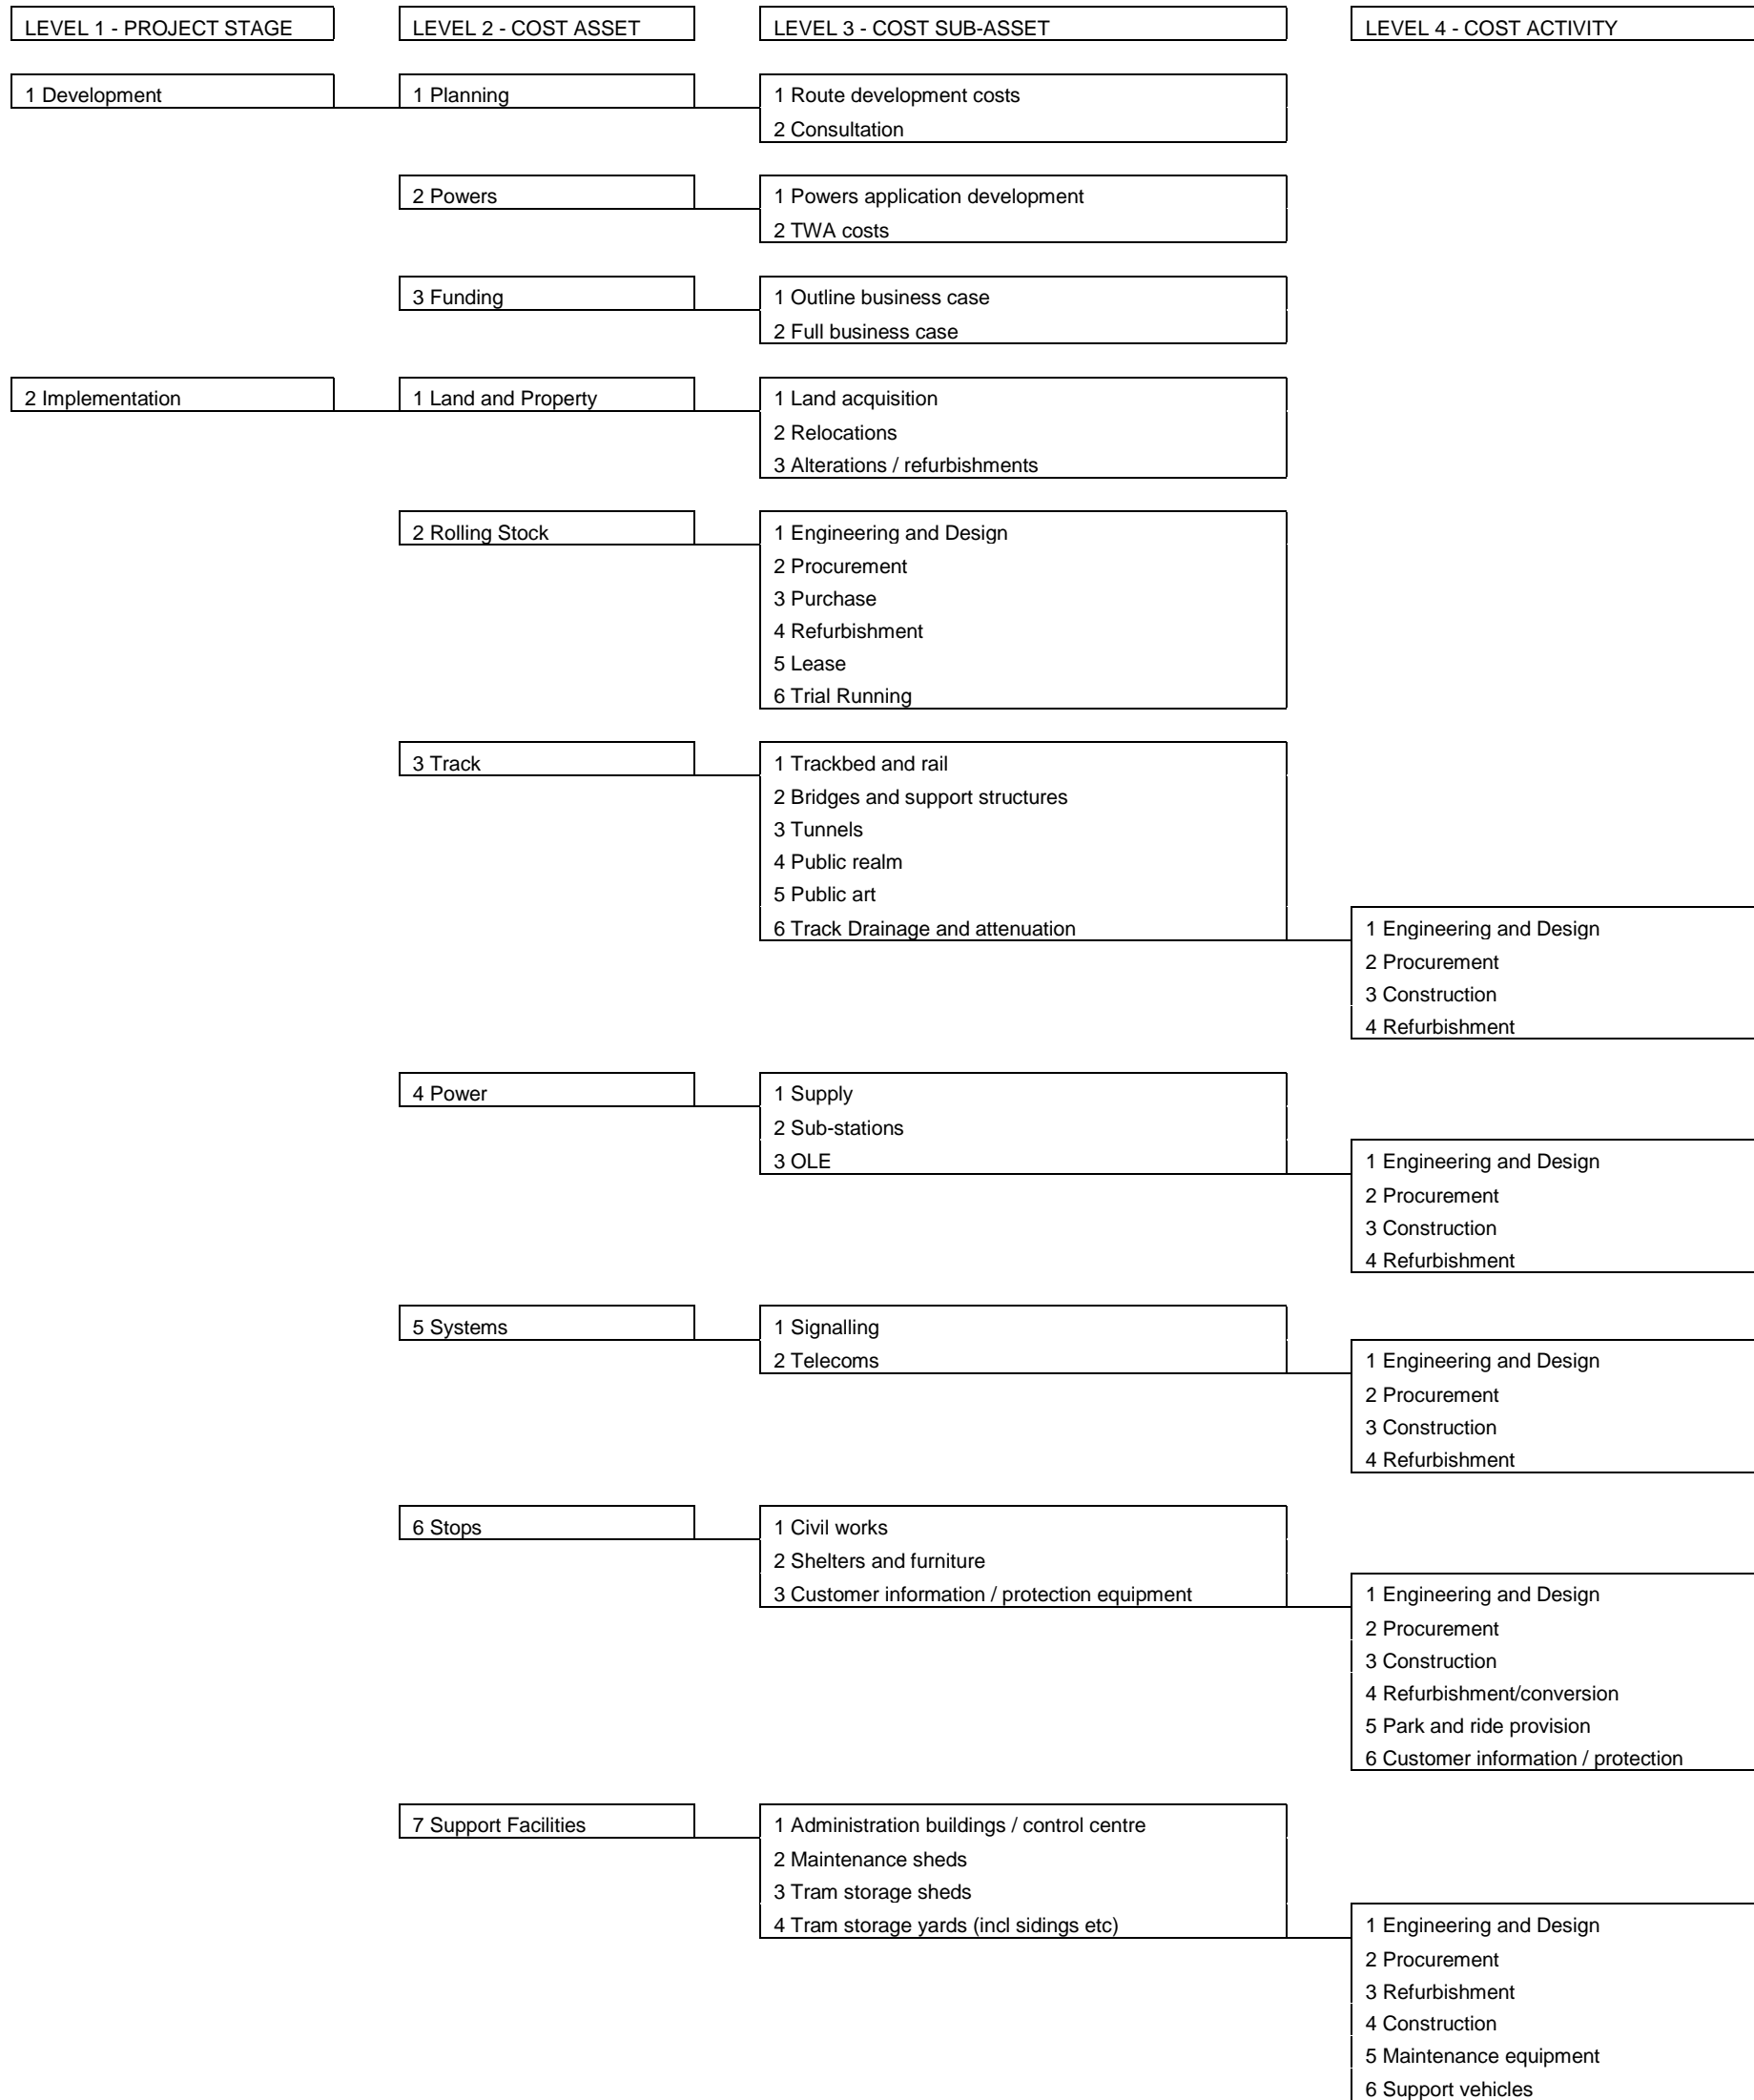 LEVEL 1 - PROJECT STAGE
LEVEL 2 - COST ASSET
LEVEL 3 - COST SUB-ASSET
LEVEL 4 - COST ACTIVITY
1 Development
1 Planning
1 Route development costs
2 Consultation
2 Powers
1 Powers application development
2 TWA costs
3 Funding
1 Outline business case
2 Full business case
2 Implementation
1 Land and Property
1 Land acquisition
2 Relocations
3 Alterations / refurbishments
2 Rolling Stock
1 Engineering and Design
2 Procurement
3 Purchase
4 Refurbishment
5 Lease
6 Trial Running
3 Track
1 Trackbed and rail
2 Bridges and support structures
3 Tunnels
4 Public realm
5 Public art
6 Track Drainage and attenuation
1 Engineering and Design
2 Procurement
3 Construction
4 Refurbishment
4 Power
1 Supply
2 Sub-stations
3 OLE
1 Engineering and Design
2 Procurement
3 Construction
4 Refurbishment
5 Systems
1 Signalling
2 Telecoms
1 Engineering and Design
2 Procurement
3 Construction
4 Refurbishment
6 Stops
1 Civil works
2 Shelters and furniture
3 Customer information / protection equipment
1 Engineering and Design
2 Procurement
3 Construction
4 Refurbishment/conversion
5 Park and ride provision
6 Customer information / protection
7 Support Facilities
1 Administration buildings / control centre
2 Maintenance sheds
3 Tram storage sheds
4 Tram storage yards (incl sidings etc)
1 Engineering and Design
2 Procurement
3 Refurbishment
4 Construction
5 Maintenance equipment
6 Support vehicles